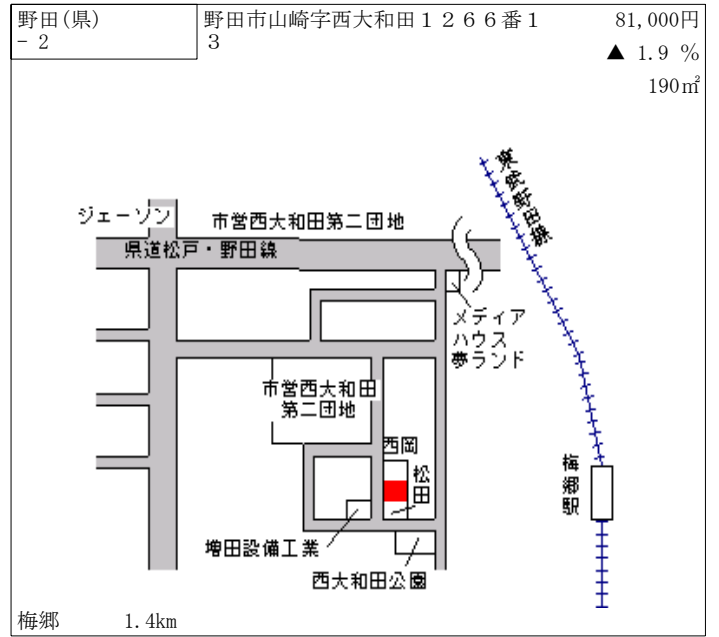 野田(県)
- 2
野田市山崎字西大和田１２６６番１
３
81,000円
▲ 1.9 %
190㎡
東武野田線
ジェーソン
市営西大和田第二団地
県道松戸・野田線
メディア
ハウス
夢ランド
市営西大和田
第二団地
西岡
松田
梅郷駅
増田設備工業
西大和田公園
梅郷 1.4km